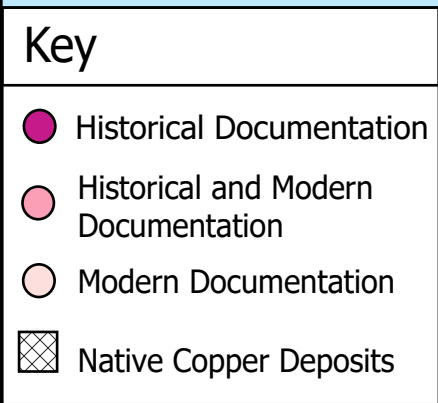 Key
Historical Documentation
Historical and Modern
Documentation
Modern Documentation
Native Copper Deposits